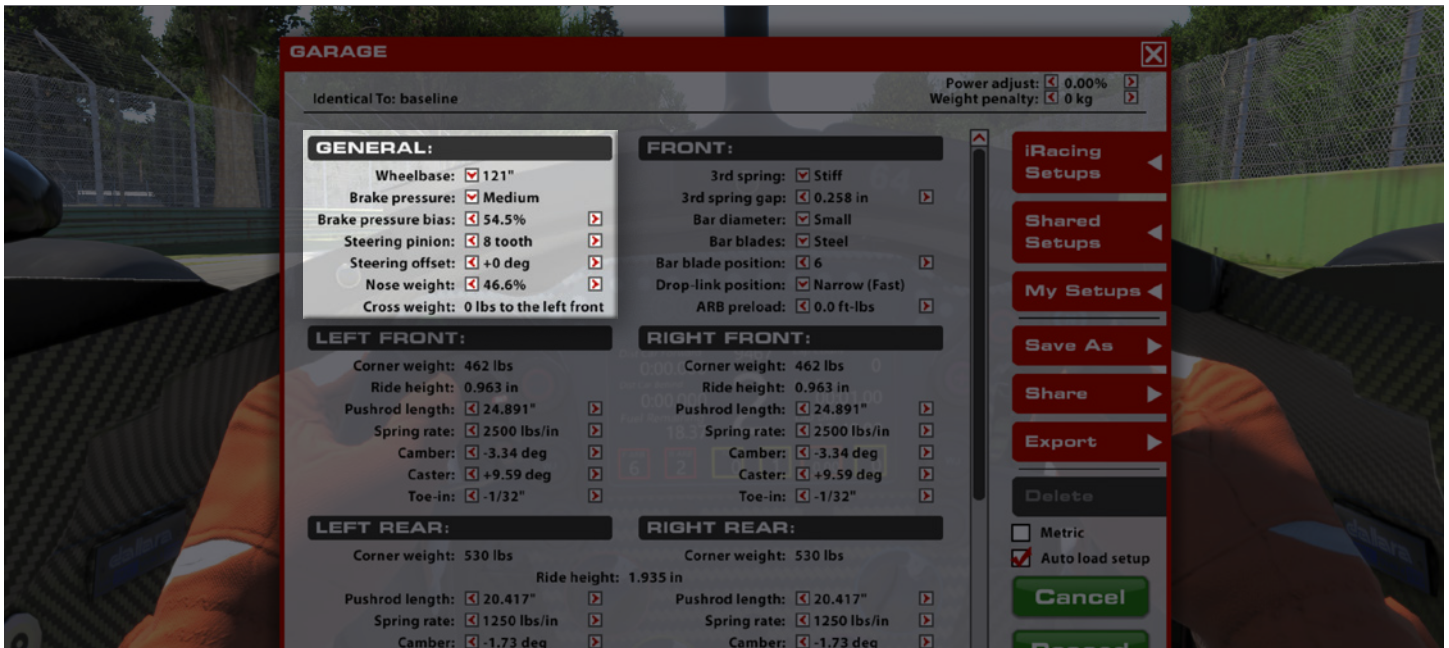 GARAGE
Identical To: baseline
Power adjust: 0.00%
Weight penalty: 0 kg
GENERAL:
Wheelbase: 121"
Brake pressure: Medium
Brake pressure bias: 54.5%
Steering pinion: 8 tooth
Steering offset: +0 deg
Nose weight: 46.6%
Cross weight: 0 lbs to the left front
FRONT:
3rd spring: Stiff
3rd spring gap: 0.258 in
Bar diameter: Small
Bar blades: Steel
Bar blade position: 6
Drop-link position: Narrow (Fast)
ARB preload: 0.0 ft-lbs
LEFT FRONT:
Corner weight: 462 lbs
Ride height: 0.963 in
Pushrod length: 24.891"
Spring rate: 2500 lbs/in
Camber: -3.34 deg
Caster: +9.59 deg
Toe-in: -1/32"
RIGHT FRONT:
Corner weight: 462 lbs
Ride height: 0.963 in
Pushrod length: 24.891"
Spring rate: 2500 lbs/in
Camber: -3.34 deg
Caster: +9.59 deg
Toe-in: -1/32"
LEFT REAR:
Corner weight: 530 lbs
RIGHT REAR:
Corner weight: 530 lbs
Ride height: 1.935 in
Pushrod length: 20.417"
Spring rate: 1250 lbs/in
Camber: -1.73 deg
Pushrod length: 20.417"
Spring rate: 1250 lbs/in
Camber: -1.73 deg
iRacing
Setups
Shared
Setups
My Setups
Save As
Share
Export
Delete
Metric
Auto load setup
Cancel
dallara
dallara